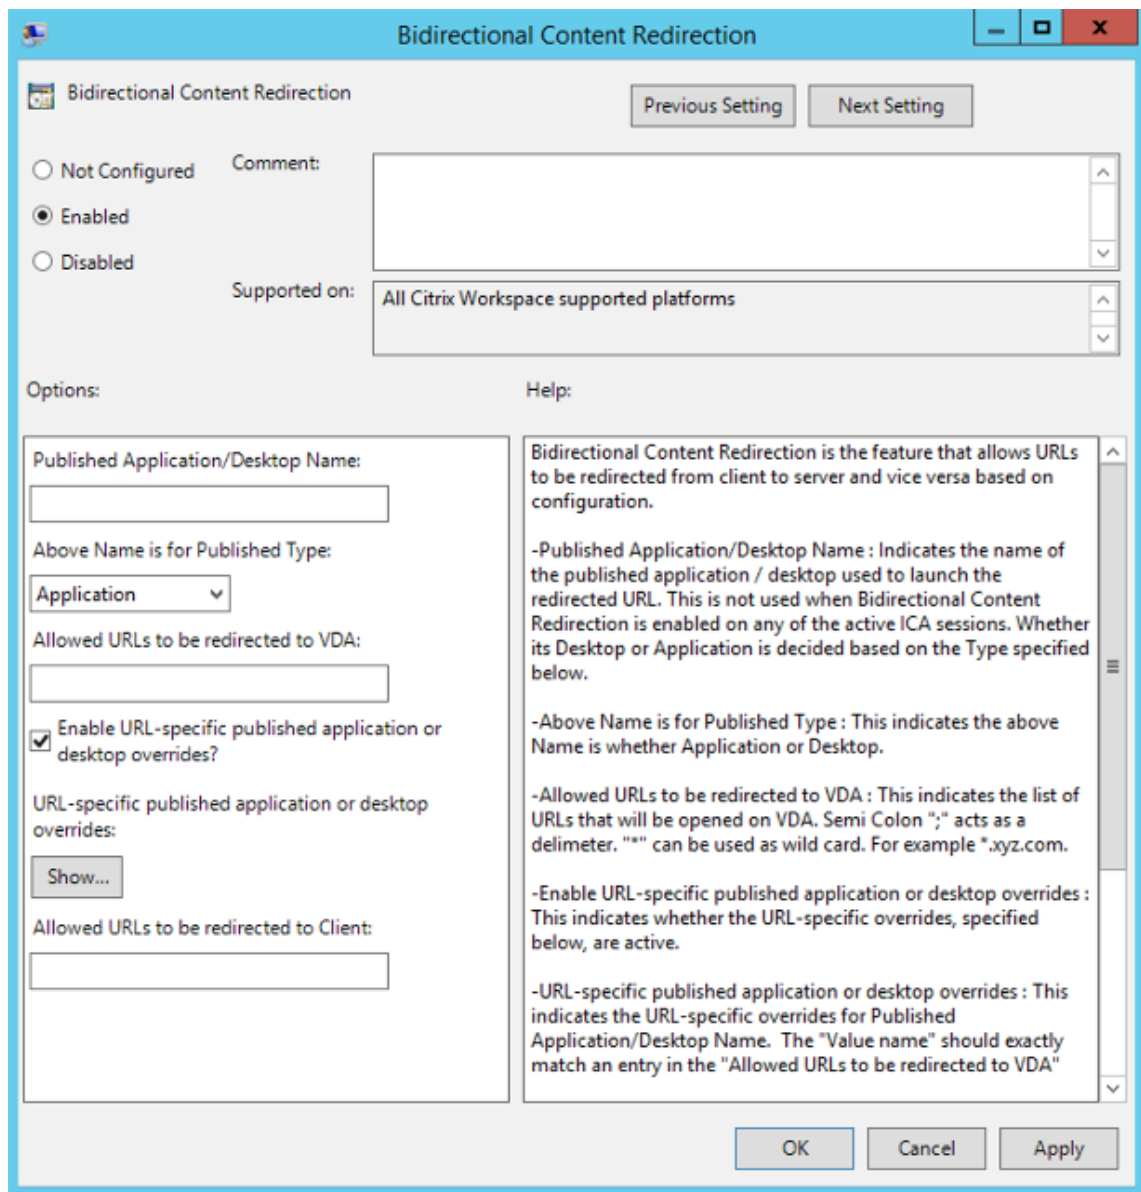 Bidirectional Content Redirection
Bidirectional Content Redirection
Previous Setting
Next Setting
Not Configured
Enabled
Disabled
Comment:
Supported on:
All Citrix Workspace supported platforms
Options:
Help:
Published Application/Desktop Name:
Above Name is for Published Type:
Application
Allowed URLs to be redirected to VDA:
Enable URL-specific published application or
desktop overrides?
URL-specific published application or desktop
overrides:
Show...
Allowed URLs to be redirected to Client:
Bidirectional Content Redirection is the feature that allows URLs
to be redirected from client to server and vice versa based on
configuration.
-Published Application/Desktop Name : Indicates the name of
the published application / desktop used to launch the
redirected URL. This is not used when Bidirectional Content
Redirection is enabled on any of the active ICA sessions. Whether
its Desktop or Application is decided based on the Type specified
below.
-Above Name is for Published Type : This indicates the above
Name is whether Application or Desktop.
-Allowed URLs to be redirected to VDA : This indicates the list of
URLs that will be opened on VDA. Semi Colon ";" acts as a
delimeter. "*" can be used as wild card. For example *.xyz.com.
-Enable URL-specific published application or desktop overrides :
This indicates whether the URL-specific overrides, specified
below, are active.
-URL-specific published application or desktop overrides : This
indicates the URL-specific overrides for Published
Application/Desktop Name.  The "Value name" should exactly
match an entry in the "Allowed URLs to be redirected to VDA"
OK
Cancel
Apply